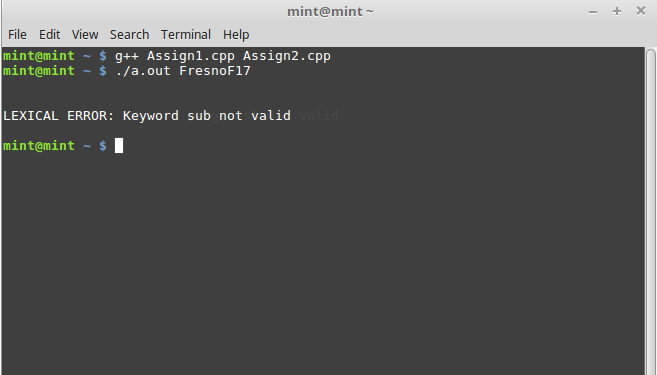 mint@mint ~
File Edit View Search Terminal Help
mint@mint ~ $ g++ Assign1.cpp Assign2.cpp
mint@mint ~ $ ./a.out FresnoF17
LEXICAL ERROR: Keyword sub not valid valid
mint@mint ~ $